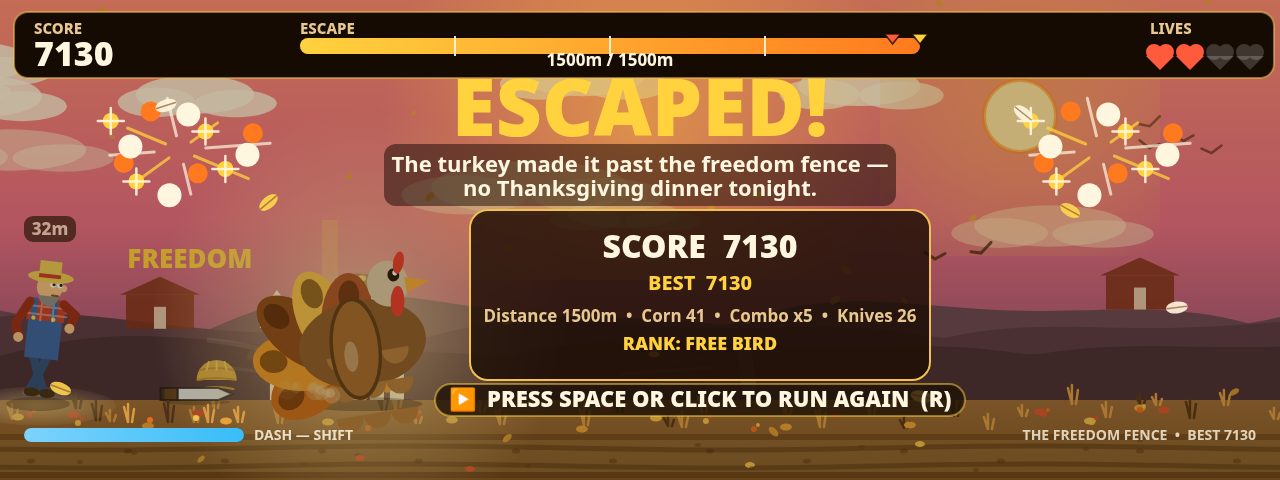 SCORE
7130
ESCAPE
1500m / 1500m
LIVES
ESCAPED!
The turkey made it past the freedom fence —
no Thanksgiving dinner tonight.
32m
FREEDOM
SCORE 7130
BEST 7130
Distance 1500m • Corn 41 • Combo x5 • Knives 26
RANK: FREE BIRD
PRESS SPACE OR CLICK TO RUN AGAIN (R)
DASH — SHIFT
THE FREEDOM FENCE • BEST 7130